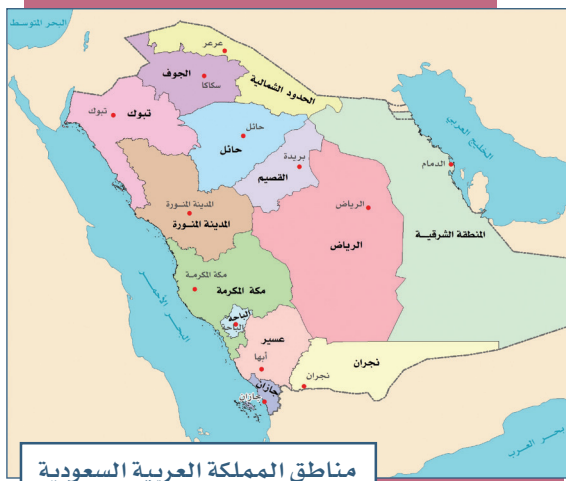 البحر المتوسط
عرعر
الحدود الشمالية
الجوف
سكاكا
تبوك
تبوك
حائل
حائل
بريدة
القصيم
الخليج العربي
الدمام
المدينة المنورة
المدينة المنورة
الرياض
الرياض
المنطقة الشرقية
مكة المكرمة
مكة المكرمة
البحر الأحمر
الباحة
الباحة
عسير
أبها
نجران
نجران
جازان
جازان
بحر العرب
مناطق المملكة العربية السعودية